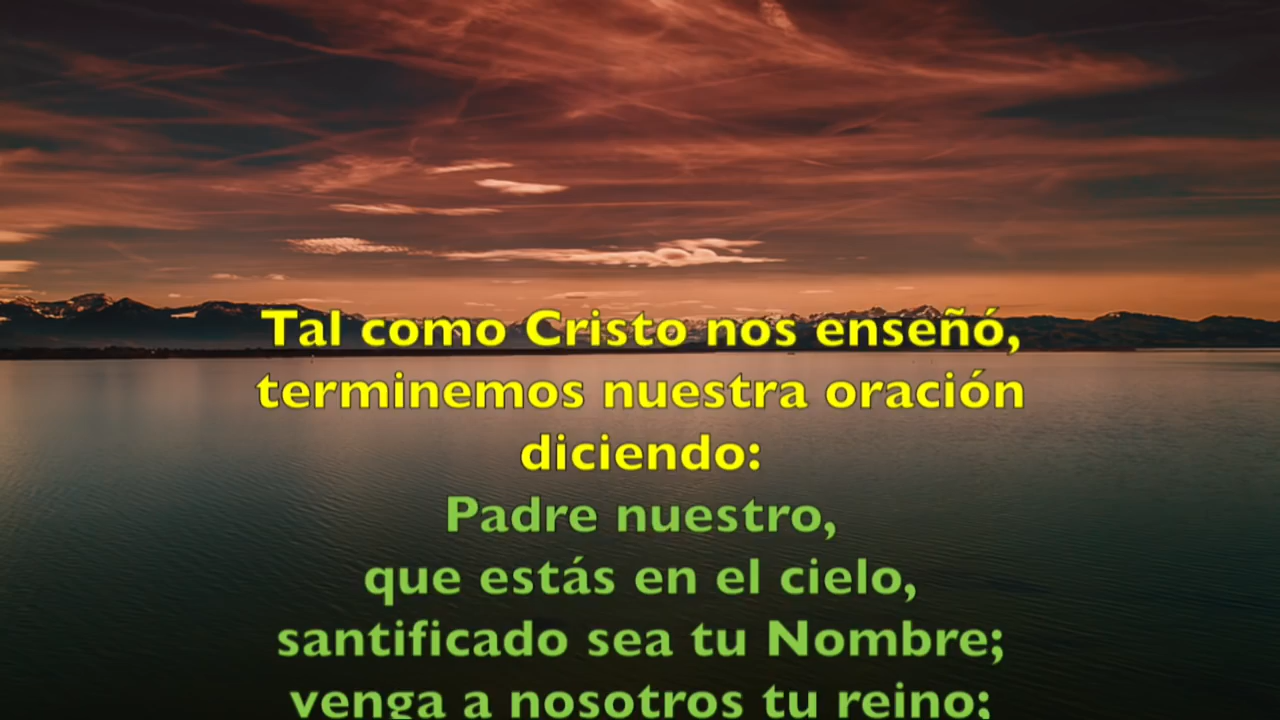 Tal como Cristo nos enseñó,
terminemos nuestra oración
diciendo:
Padre nuestro,
que estás en el cielo,
santificado sea tu Nombre;
venga a nosotros tu reino;